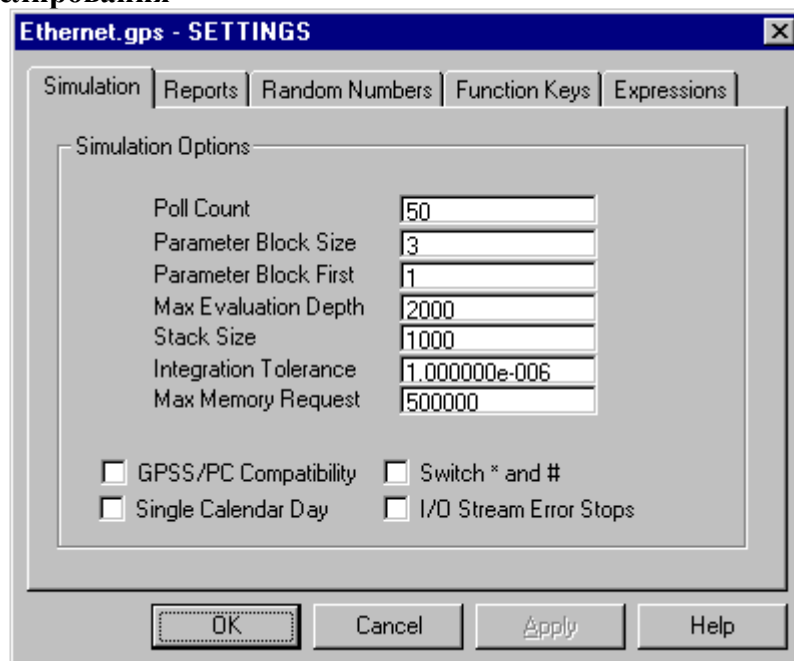 Ethernet.gps - SETTINGS
Simulation Reports Random Numbers Function Keys Expressions
Simulation Options
Poll Count 50
Parameter Block Size 3
Parameter Block First 1
Max Evaluation Depth 2000
Stack Size 1000
Integration Tolerance 1.000000e-006
Max Memory Request 500000
GPSS/PC Compatibility Switch * and #
Single Calendar Day I/O Stream Error Stops
OK Cancel Apply Help